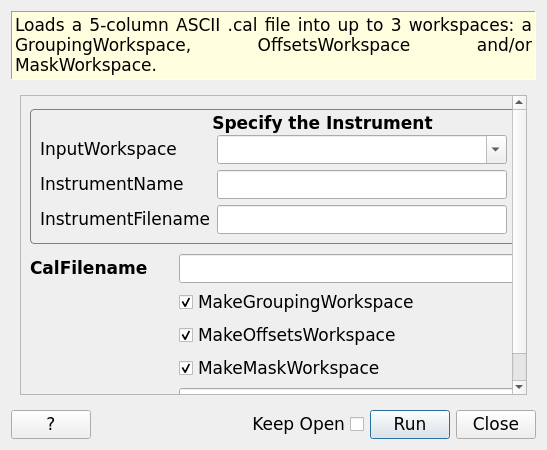 Loads a 5-column ASCII .cal file into up to 3 workspaces: a
GroupingWorkspace, OffsetsWorkspace and/or
MaskWorkspace.
Specify the Instrument
InputWorkspace
InstrumentName
InstrumentFilename
CalFilename
MakeGroupingWorkspace
MakeOffsetsWorkspace
MakeMaskWorkspace
? Keep Open Run Close